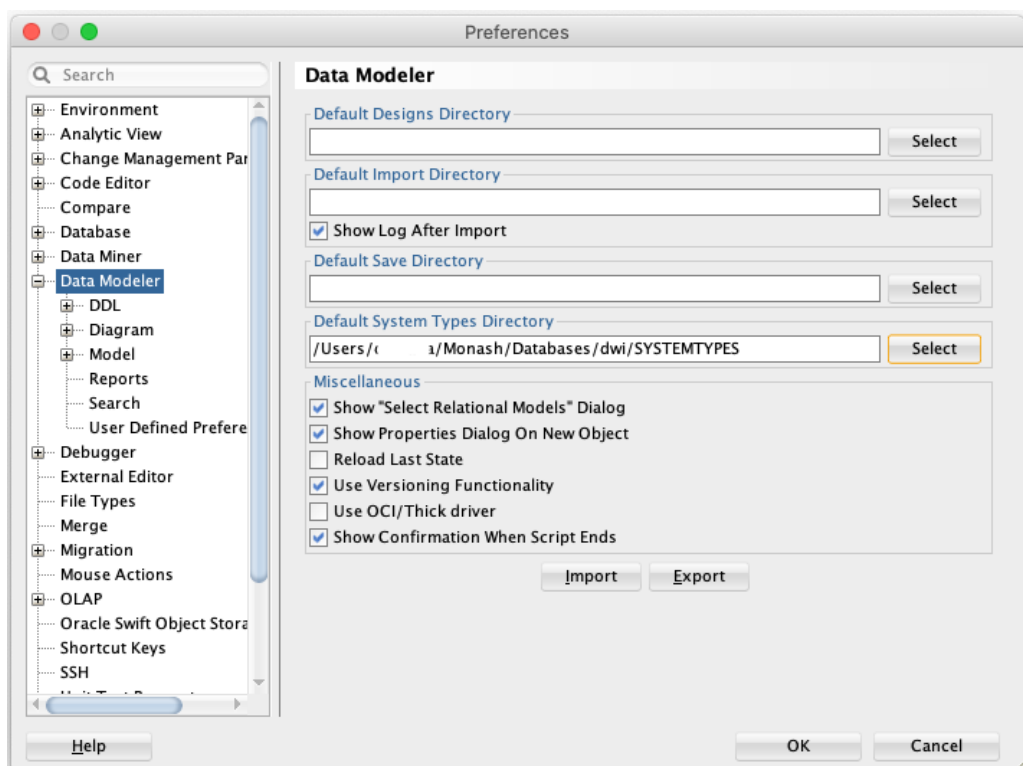 Preferences
Search
Environment
Analytic View
Change Management Par
Code Editor
Compare
Database
Data Miner
Data Modeler
DDL
Diagram
Model
Reports
Search
User Defined Prefere
Debugger
External Editor
File Types
Merge
Migration
Mouse Actions
OLAP
Oracle Swift Object Stora
Shortcut Keys
SSH
Help
Data Modeler
Default Designs Directory
Select
Default Import Directory
Select
Show Log After Import
Default Save Directory
Select
Default System Types Directory
/Users/ a/Monash/Databases/dwi/SYSTEMTYPES
Select
Miscellaneous
Show "Select Relational Models" Dialog
Show Properties Dialog On New Object
Reload Last State
Use Versioning Functionality
Use OCI/Thick driver
Show Confirmation When Script Ends
Import Export
OK Cancel